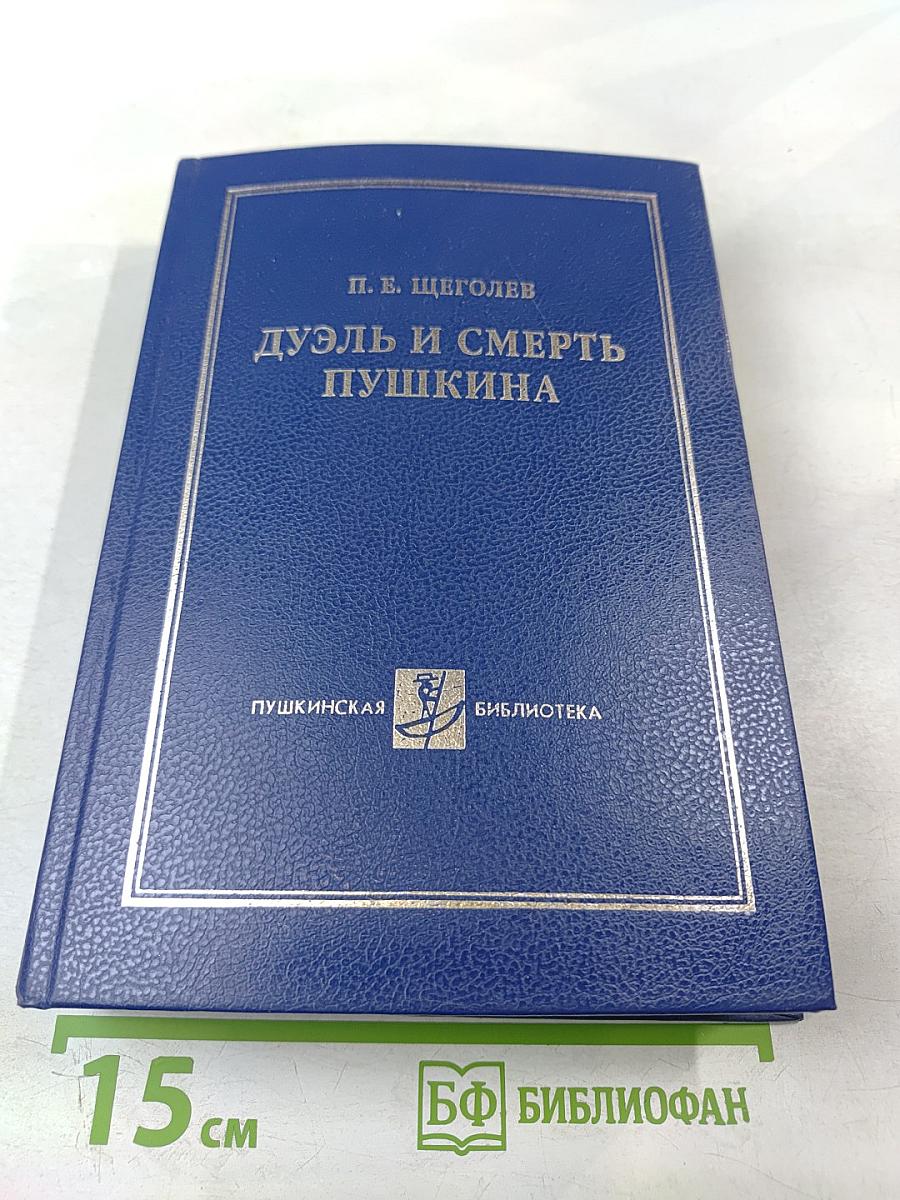 П. Е. ЩЕГОЛЕВ
ДУЭЛЬ И СМЕРТЬ
ПУШКИНА
ПУШКИНСКАЯ БИБЛИОТЕКА
15 см
БФ БИБЛИОФАН